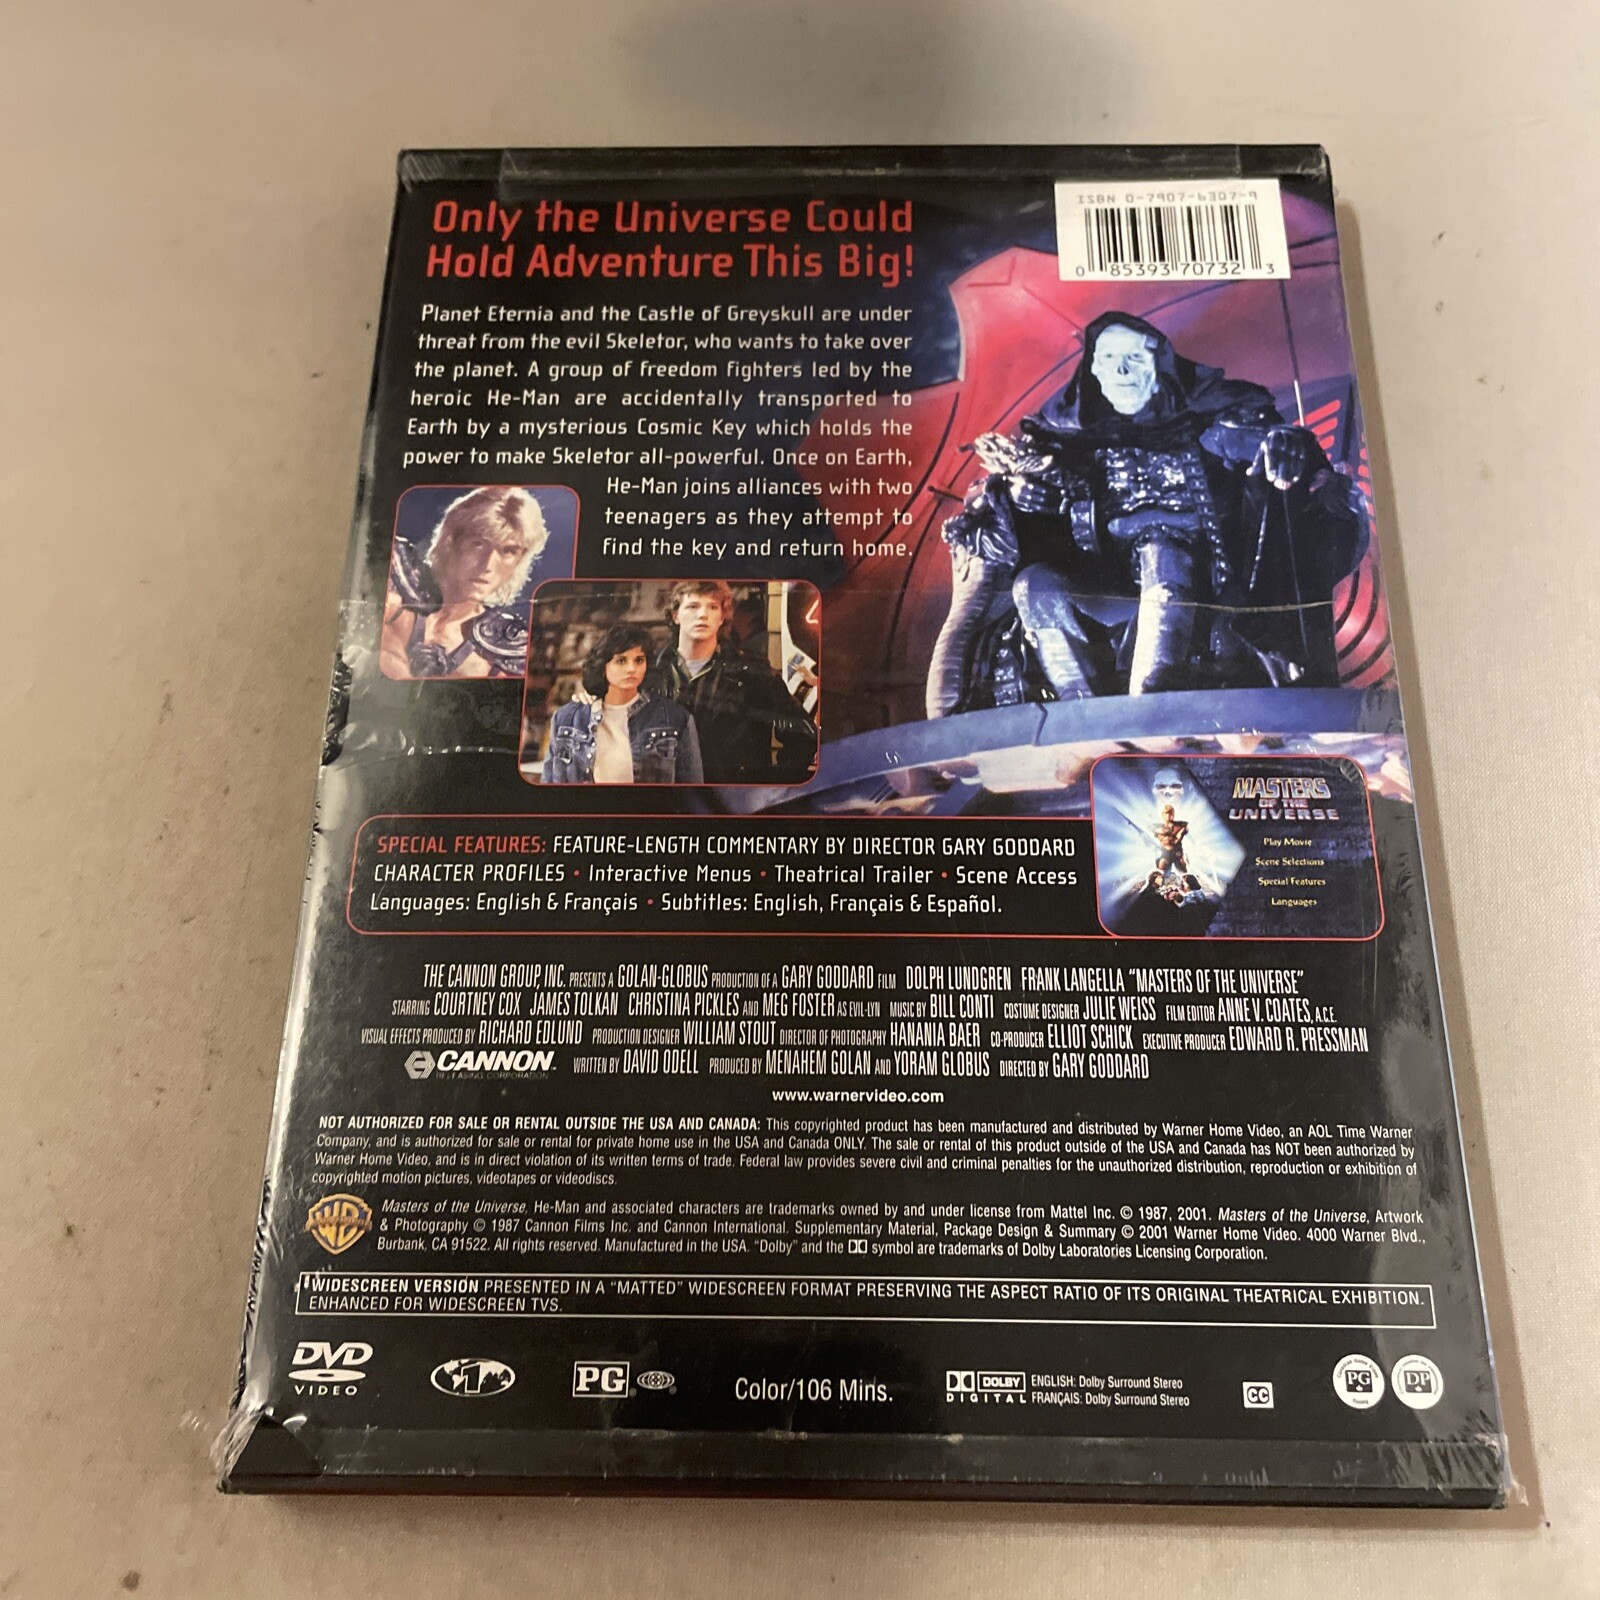 ISBN 0-7907-6307-9
0 85393 70732 3
Only the Universe Could
Hold Adventure This Big!
Planet Eternia and the Castle of Greyskull are under
threat from the evil Skeletor, who wants to take over
the planet. A group of freedom fighters led by the
heroic He-Man are accidentally transported to
Earth by a mysterious Cosmic Key which holds the
power to make Skeletor all-powerful. Once on Earth,
He-Man joins alliances with two
teenagers as they attempt to
find the key and return home.
MASTERS
OF THE
UNIVERSE
Play Movie
Scene Selections
Special Features
Languages
SPECIAL FEATURES: FEATURE-LENGTH COMMENTARY BY DIRECTOR GARY GODDARD
CHARACTER PROFILES • Interactive Menus • Theatrical Trailer • Scene Access
Languages: English & Français • Subtitles: English, Français & Español.
THE CANNON GROUP, INC. PRESENTS A GOLAN-GLOBUS PRODUCTION OF A GARY GODDARD FILM DOLPH LUNDGREN FRANK LANGELLA "MASTERS OF THE UNIVERSE"
STARRING COURTNEY COX JAMES TOLKAN CHRISTINA PICKLES AND MEG FOSTER AS EVIL-LYN MUSIC BY BILL CONTI COSTUME DESIGNER JULIE WEISS FILM EDITOR ANNE V. COATES, A.C.E.
VISUAL EFFECTS PRODUCED BY RICHARD EDLUND PRODUCTION DESIGNER WILLIAM STOUT DIRECTOR OF PHOTOGRAPHY HANANIA BAER CO-PRODUCER ELLIOT SCHICK EXECUTIVE PRODUCER EDWARD R. PRESSMAN
CANNON RELEASING CORPORATION WRITTEN BY DAVID ODELL PRODUCED BY MENAHEM GOLAN AND YORAM GLOBUS DIRECTED BY GARY GODDARD
www.warnervideo.com
NOT AUTHORIZED FOR SALE OR RENTAL OUTSIDE THE USA AND CANADA: This copyrighted product has been manufactured and distributed by Warner Home Video, an AOL Time Warner
Company, and is authorized for sale or rental for private home use in the USA and Canada ONLY. The sale or rental of this product outside of the USA and Canada has NOT been authorized by
Warner Home Video, and is in direct violation of its written terms of trade. Federal law provides severe civil and criminal penalties for the unauthorized distribution, reproduction or exhibition of
copyrighted motion pictures, videotapes or videodiscs.
WB
Masters of the Universe, He-Man and associated characters are trademarks owned by and under license from Mattel Inc. © 1987, 2001. Masters of the Universe, Artwork
& Photography © 1987 Cannon Films Inc. and Cannon International. Supplementary Material, Package Design & Summary © 2001 Warner Home Video. 4000 Warner Blvd.,
Burbank, CA 91522. All rights reserved. Manufactured in the USA. "Dolby" and the DD symbol are trademarks of Dolby Laboratories Licensing Corporation.
WIDESCREEN VERSION PRESENTED IN A "MATTED" WIDESCREEN FORMAT PRESERVING THE ASPECT RATIO OF ITS ORIGINAL THEATRICAL EXHIBITION.
ENHANCED FOR WIDESCREEN TVS.
DVD
VIDEO
1
PG
Color/106 Mins.
DOLBY
DIGITAL
ENGLISH: Dolby Surround Stereo
FRANÇAIS: Dolby Surround Stereo
CC
PG
DP